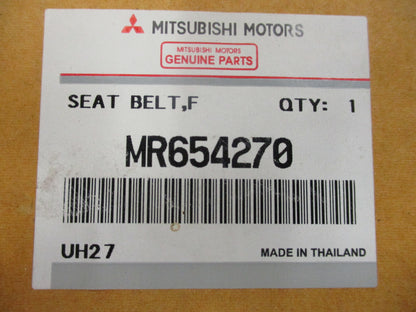 MITSUBISHI MOTORS
MITSUBISHI MOTORS
GENUINE PARTS
SEAT BELT,F QTY: 1
MR654270
UH27 MADE IN THAILAND